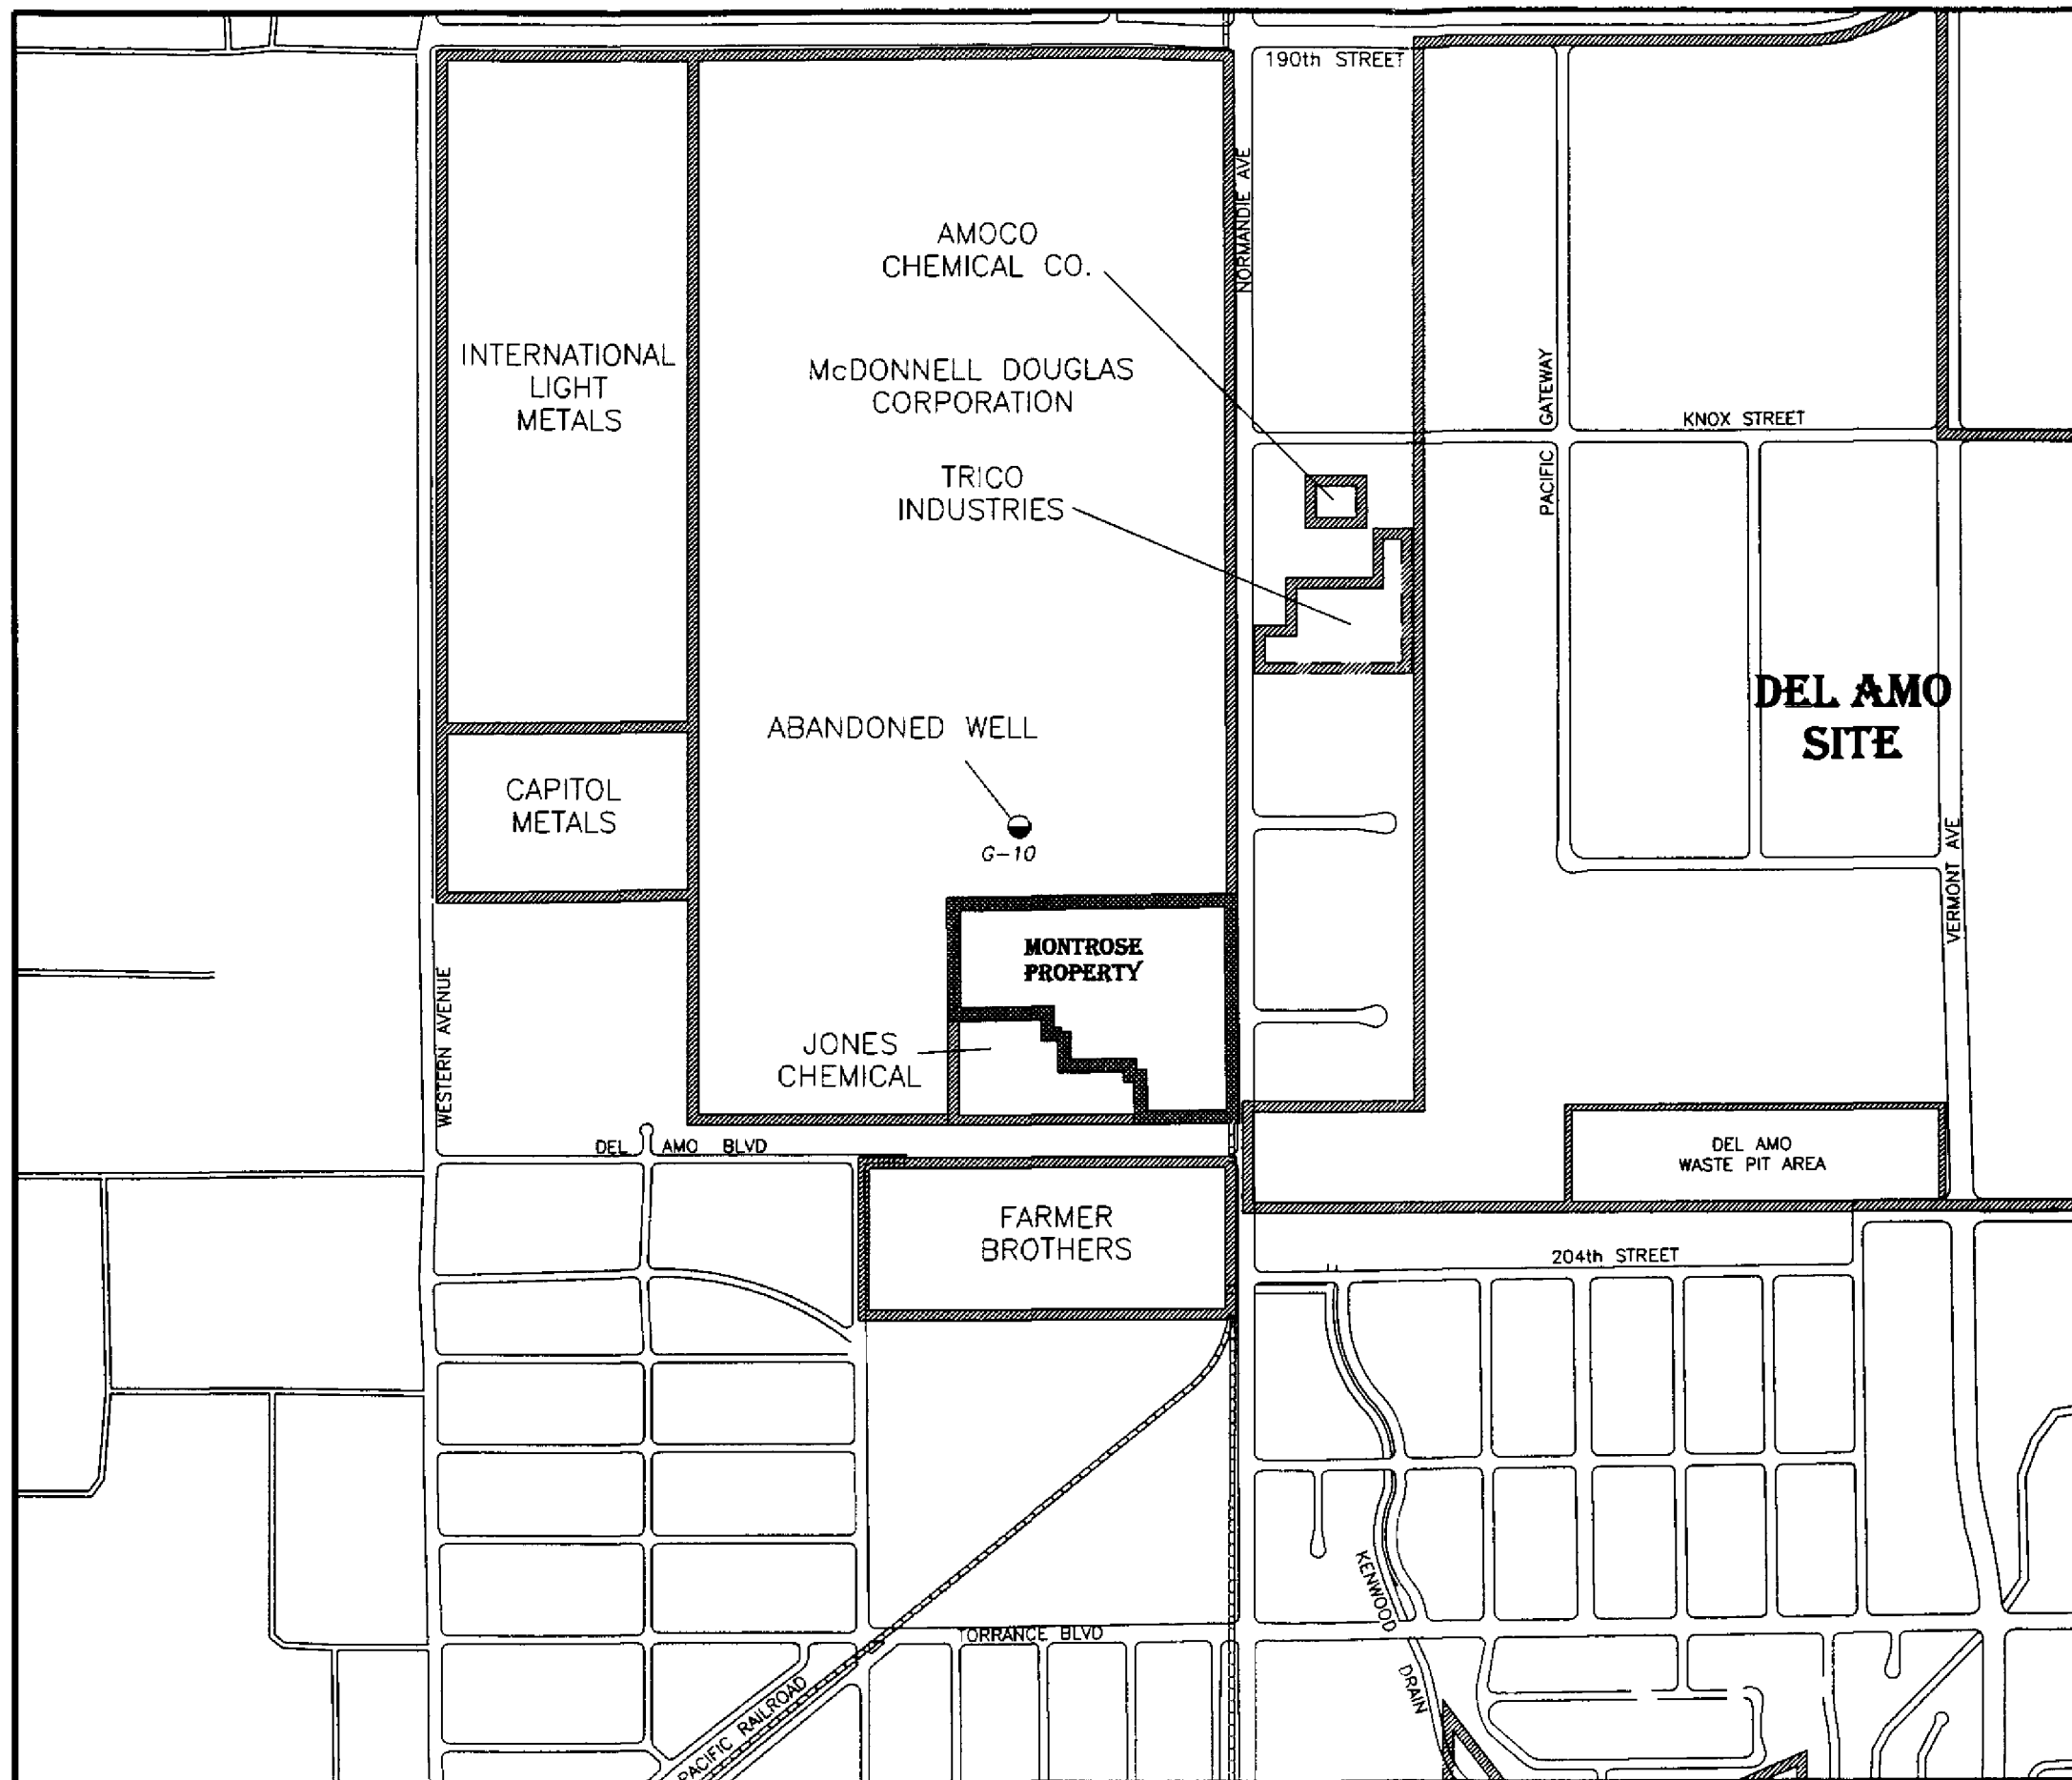 190th STREET
NORMANDIE AVE
AMOCO
CHEMICAL CO.
INTERNATIONAL
LIGHT
METALS
McDONNELL DOUGLAS
CORPORATION
PACIFIC GATEWAY
KNOX STREET
TRICO
INDUSTRIES
DEL AMO
SITE
ABANDONED WELL
G-10
CAPITOL
METALS
VERMONT AVE
MONTROSE
PROPERTY
WESTERN AVENUE
JONES
CHEMICAL
DEL AMO BLVD
DEL AMO
WASTE PIT AREA
FARMER
BROTHERS
204th STREET
KENWOOD
DRAIN
TORRANCE BLVD
PACIFIC RAILROAD